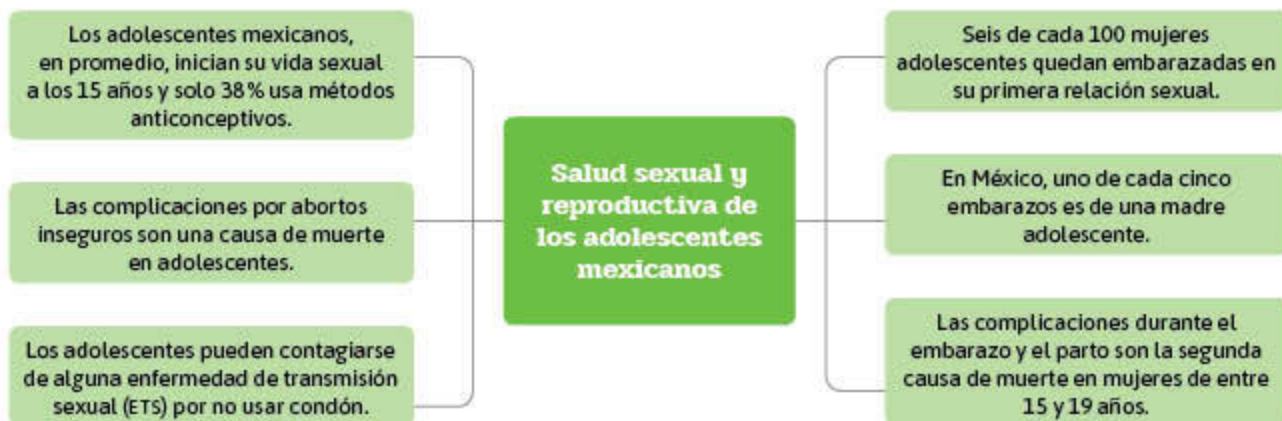 Los adolescentes mexicanos,
en promedio, inician su vida sexual
a los 15 años y solo 38% usa métodos
anticonceptivos.
Las complicaciones por abortos
inseguros son una causa de muerte
en adolescentes.
Los adolescentes pueden contagiarse
de alguna enfermedad de transmisión
sexual (ETS) por no usar condón.
Salud sexual y
reproductiva de
los adolescentes
mexicanos
Seis de cada 100 mujeres
adolescentes quedan embarazadas en
su primera relación sexual.
En México, uno de cada cinco
embarazos es de una madre
adolescente.
Las complicaciones durante el
embarazo y el parto son la segunda
causa de muerte en mujeres de entre
15 y 19 años.